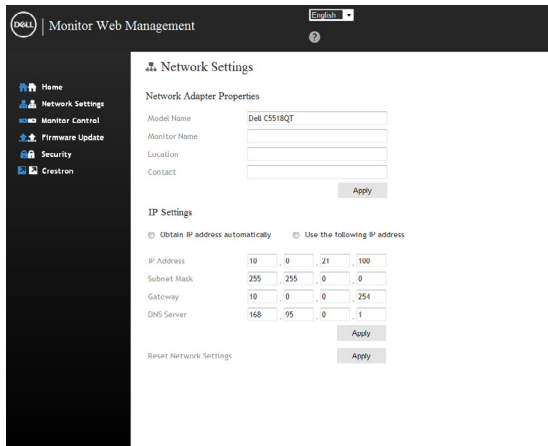 DELL | Monitor Web Management
English
?
Network Settings
Home
Network Settings
Monitor Control
Firmware Update
Security
Crestron
Network Adapter Properties
Model Name Dell C5518QT
Monitor Name
Location
Contact
Apply
IP Settings
Obtain IP address automatically Use the following IP address
IP Address 10 . 0 . 21 . 100
Subnet Mask 255 . 255 . 0 . 0
Gateway 10 . 0 . 0 . 254
DNS Server 168 . 95 . 0 . 1
Apply
Reset Network Settings Apply